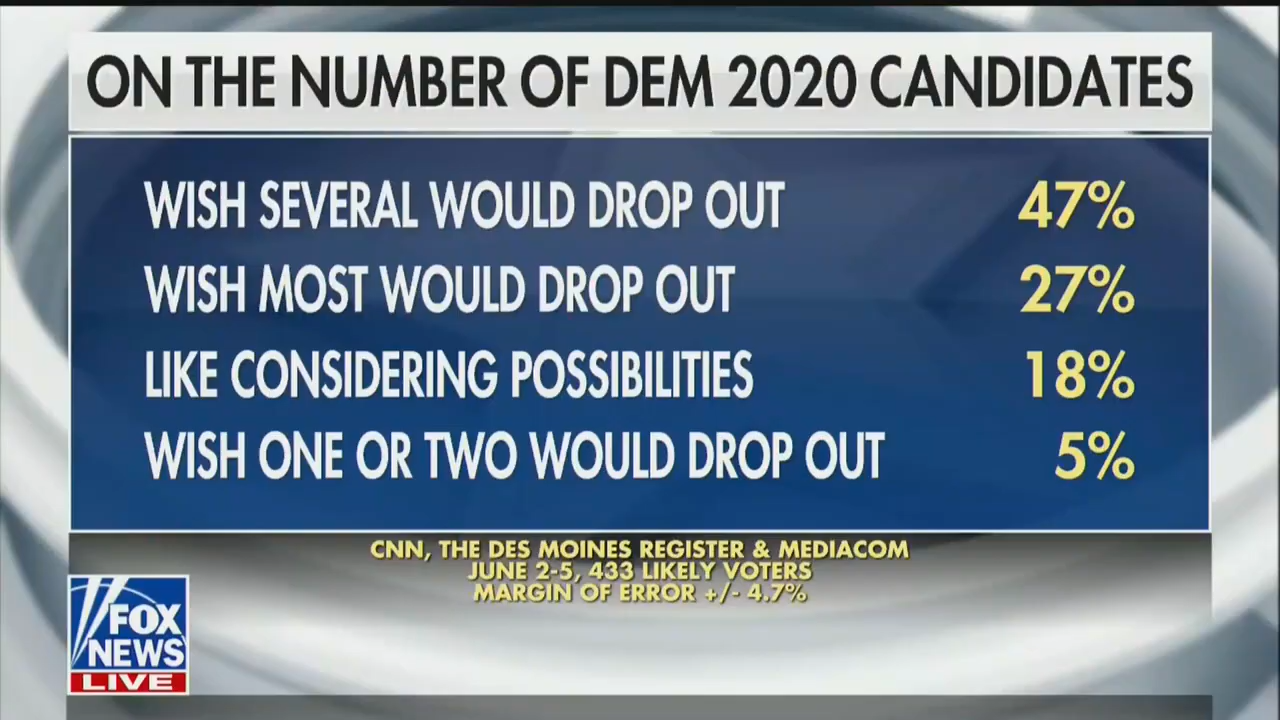 ON THE NUMBER OF DEM 2020 CANDIDATES
WISH SEVERAL WOULD DROP OUT 47%
WISH MOST WOULD DROP OUT 27%
LIKE CONSIDERING POSSIBILITIES 18%
WISH ONE OR TWO WOULD DROP OUT 5%
CNN, THE DES MOINES REGISTER & MEDIACOM
JUNE 2-5, 433 LIKELY VOTERS
MARGIN OF ERROR +/- 4.7%
FOX
NEWS
LIVE